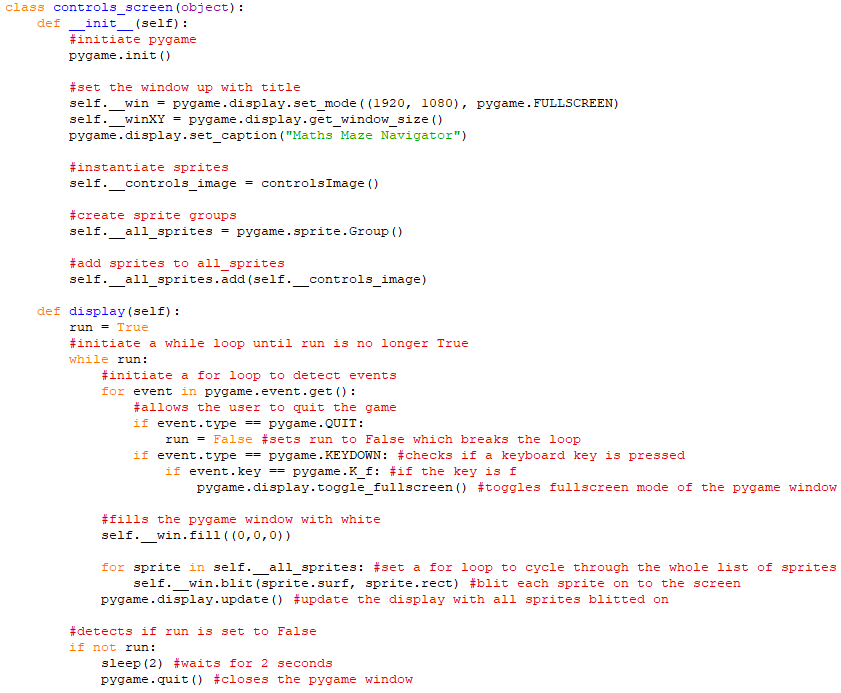 class controls_screen(object):
    def __init__(self):
        #initiate pygame
        pygame.init()

        #set the window up with title
        self.__win = pygame.display.set_mode((1920, 1080), pygame.FULLSCREEN)
        self.__winXY = pygame.display.get_window_size()
        pygame.display.set_caption("Maths Maze Navigator")

        #instantiate sprites
        self.__controls_image = controlsImage()

        #create sprite groups
        self.__all_sprites = pygame.sprite.Group()

        #add sprites to all_sprites
        self.__all_sprites.add(self.__controls_image)

    def display(self):
        run = True
        #initiate a while loop until run is no longer True
        while run:
            #initiate a for loop to detect events
            for event in pygame.event.get():
                #allows the user to quit the game
                if event.type == pygame.QUIT:
                    run = False #sets run to False which breaks the loop
                if event.type == pygame.KEYDOWN: #checks if a keyboard key is pressed
                    if event.key == pygame.K_f: #if the key is f
                        pygame.display.toggle_fullscreen() #toggles fullscreen mode of the pygame window

            #fills the pygame window with white
            self.__win.fill((0,0,0))

            for sprite in self.__all_sprites: #set a for loop to cycle through the whole list of sprites
                self.__win.blit(sprite.surf, sprite.rect) #blit each sprite on to the screen
            pygame.display.update() #update the display with all sprites blitted on

        #detects if run is set to False
        if not run:
            sleep(2) #waits for 2 seconds
            pygame.quit() #closes the pygame window